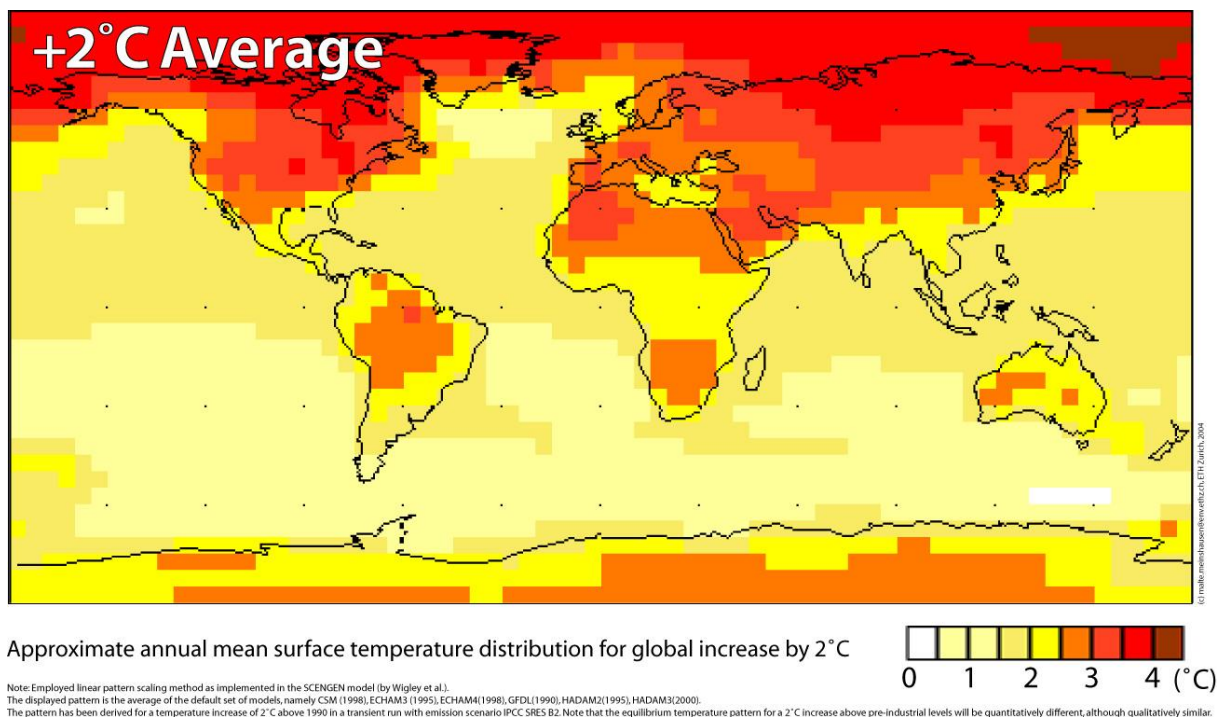 +2˚C Average
(c) malte.meinshausen@env.ethz.ch, ETH Zurich, 2004
Approximate annual mean surface temperature distribution for global increase by 2˚C
0 1 2 3 4 (˚C)
Note: Employed linear pattern scaling method as implemented in the SCENGEN model (by Wigley et al.).
The displayed pattern is the average of the default set of models, namely CSM (1998), ECHAM3 (1995), ECHAM4(1998), GFDL(1990), HADAM2(1995), HADAM3(2000).
The pattern has been derived for a temperature increase of 2˚C above 1990 in a transient run with emission scenario IPCC SRES B2. Note that the equilibrium temperature pattern for a 2˚C increase above pre-industrial levels will be quantitatively different, although qualitatively similar.